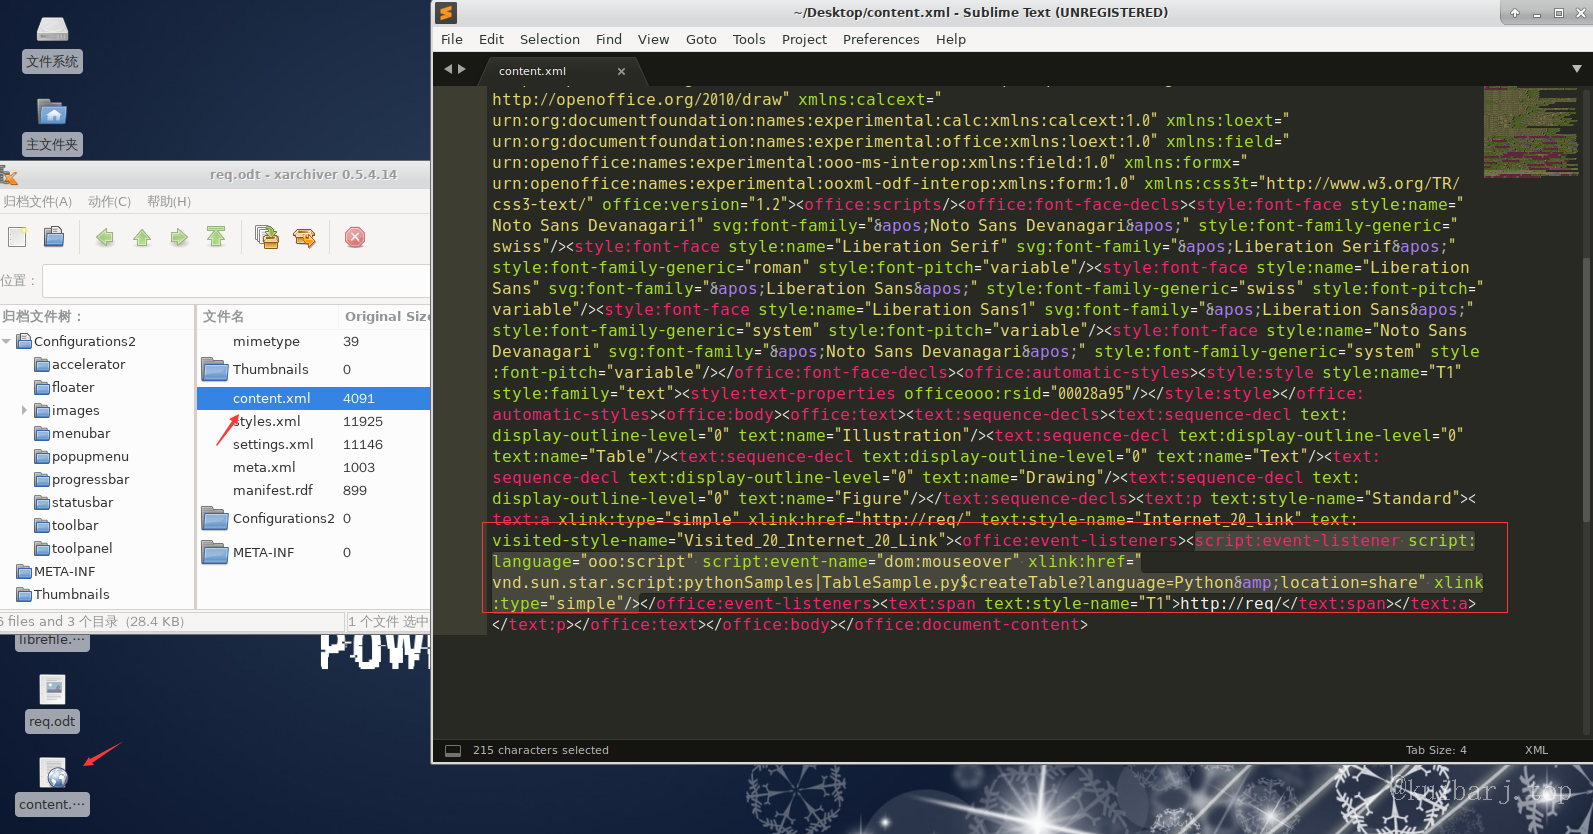 文件系统
主文件夹
req.odt - xarchiver 0.5.4.14
归档文件(A) 动作(C) 帮助(H)
位置：
归档文件树：
Configurations2
accelerator
floater
images
menubar
popupmenu
progressbar
statusbar
toolbar
toolpanel
META-INF
Thumbnails
文件名 Original Siz
mimetype 39
Thumbnails 0
content.xml 4091
styles.xml 11925
settings.xml 11146
meta.xml 1003
manifest.rdf 899
Configurations2 0
META-INF 0
6 files and 3 个目录 (28.4 KB) 1个文件 选中
librefile.···
req.odt
content.···
POW
~/Desktop/content.xml - Sublime Text (UNREGISTERED)
File Edit Selection Find View Goto Tools Project Preferences Help
content.xml
http://openoffice.org/2010/draw" xmlns:calcext="
urn:org:documentfoundation:names:experimental:calc:xmlns:calcext:1.0" xmlns:loext="
urn:org:documentfoundation:names:experimental:office:xmlns:loext:1.0" xmlns:field="
urn:openoffice:names:experimental:ooo-ms-interop:xmlns:field:1.0" xmlns:formx="
urn:openoffice:names:experimental:ooxml-odf-interop:xmlns:form:1.0" xmlns:css3t="http://www.w3.org/TR/
css3-text/" office:version="1.2"><office:scripts/><office:font-face-decls><style:font-face style:name="
Noto Sans Devanagari1" svg:font-family="&apos;Noto Sans Devanagari&apos;" style:font-family-generic="
swiss"/><style:font-face style:name="Liberation Serif" svg:font-family="&apos;Liberation Serif&apos;"
style:font-family-generic="roman" style:font-pitch="variable"/><style:font-face style:name="Liberation
Sans" svg:font-family="&apos;Liberation Sans&apos;" style:font-family-generic="swiss" style:font-pitch="
variable"/><style:font-face style:name="Liberation Sans1" svg:font-family="&apos;Liberation Sans&apos;"
style:font-family-generic="system" style:font-pitch="variable"/><style:font-face style:name="Noto Sans
Devanagari" svg:font-family="&apos;Noto Sans Devanagari&apos;" style:font-family-generic="system" style
:font-pitch="variable"/></office:font-face-decls><office:automatic-styles><style:style style:name="T1"
style:family="text"><style:text-properties officeooo:rsid="00028a95"/></style:style></office:
automatic-styles><office:body><office:text><text:sequence-decls><text:sequence-decl text:
display-outline-level="0" text:name="Illustration"/><text:sequence-decl text:display-outline-level="0"
text:name="Table"/><text:sequence-decl text:display-outline-level="0" text:name="Text"/><text:
sequence-decl text:display-outline-level="0" text:name="Drawing"/><text:sequence-decl text:
display-outline-level="0" text:name="Figure"/></text:sequence-decls><text:p text:style-name="Standard"><
text:a xlink:type="simple" xlink:href="http://req/" text:style-name="Internet_20_link" text:
visited-style-name="Visited_20_Internet_20_Link"><office:event-listeners><script:event-listener script:
language="ooo:script" script:event-name="dom:mouseover" xlink:href="
vnd.sun.star.script:pythonSamples|TableSample.py$createTable?language=Python&amp;location=share" xlink
:type="simple"/></office:event-listeners><text:span text:style-name="T1">http://req/</text:span></text:a>
</text:p></office:text></office:body></office:document-content>
215 characters selected Tab Size: 4 XML
@kuibarj.top